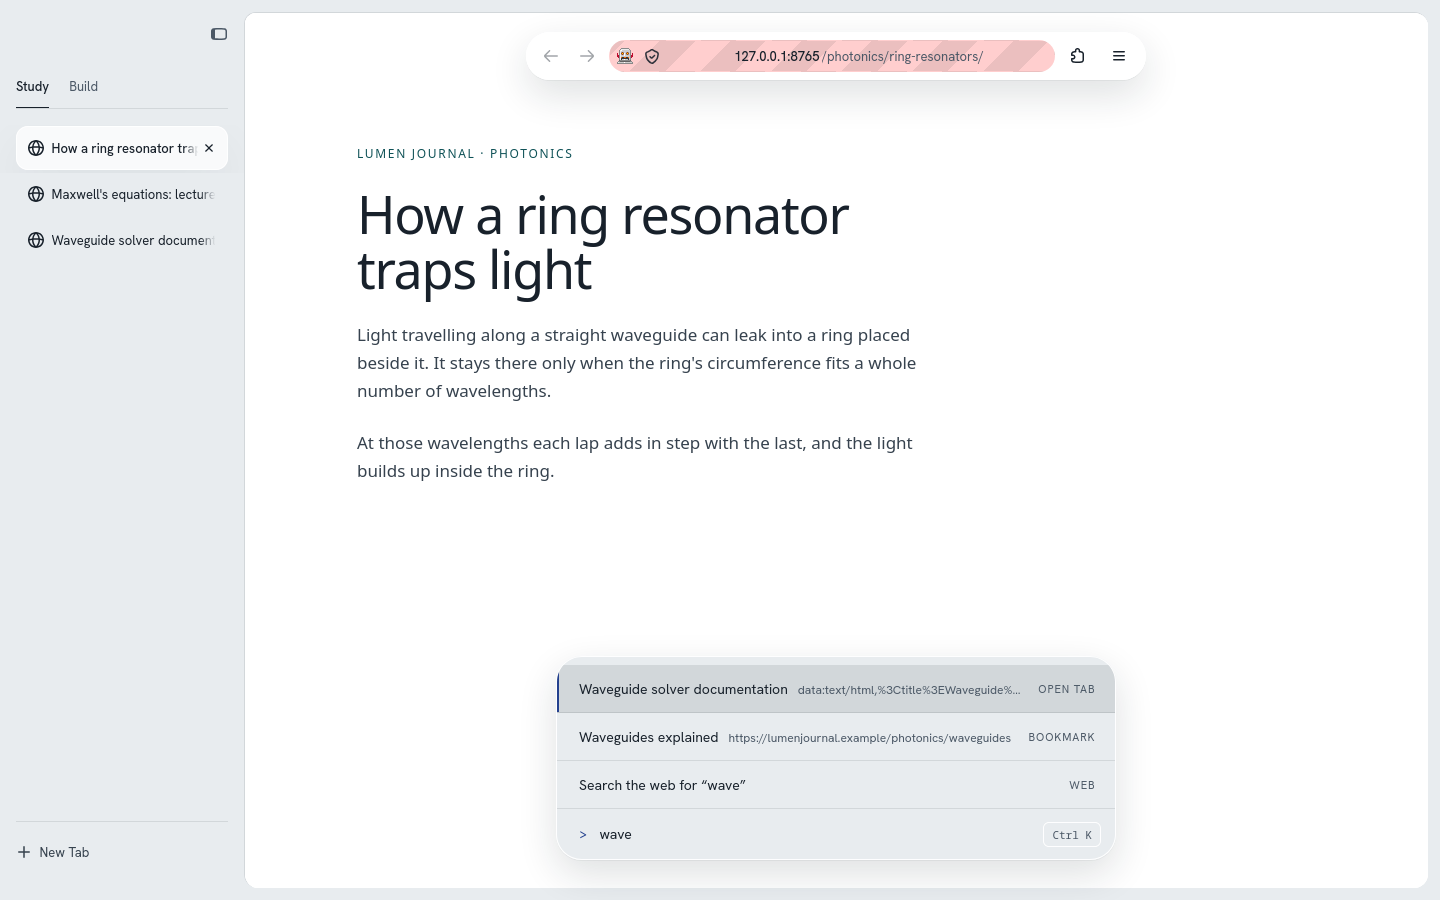 Study Build
How a ring resonator tra
Maxwell's equations: lecture
Waveguide solver document
New Tab
127.0.0.1:8765/photonics/ring-resonators/
LUMEN JOURNAL · PHOTONICS
How a ring resonator
traps light
Light travelling along a straight waveguide can leak into a ring placed
beside it. It stays there only when the ring's circumference fits a whole
number of wavelengths.
At those wavelengths each lap adds in step with the last, and the light
builds up inside the ring.
Waveguide solver documentation data:text/html,%3Ctitle%3EWaveguide%... OPEN TAB
Waveguides explained https://lumenjournal.example/photonics/waveguides BOOKMARK
Search the web for “wave” WEB
> wave Ctrl K